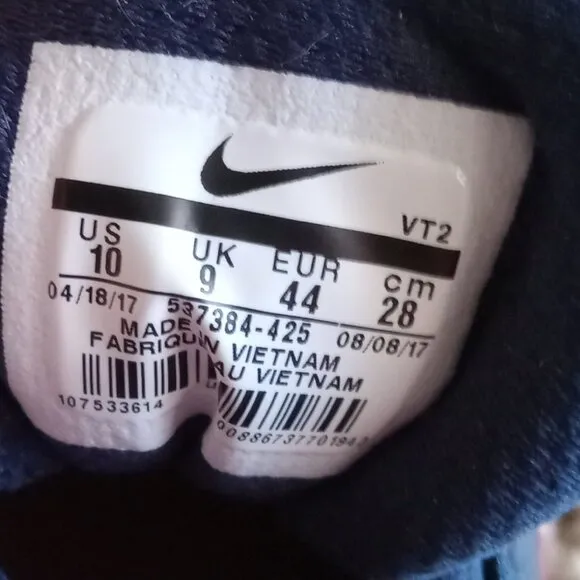 VT2
US UK EUR cm
10 9 44 28
04/18/17 537384-425 08/08/17
MADE IN VIETNAM
FABRIQU AU VIETNAM
107533614